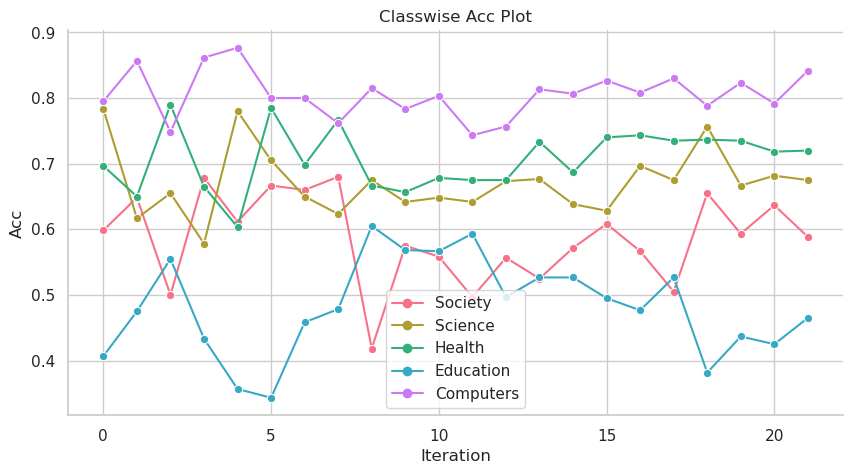 Classwise Acc Plot
0.9
0.8
0.7
0.6
0.5
0.4
Acc
Society
Science
Health
Education
Computers
0 5 10 15 20
Iteration